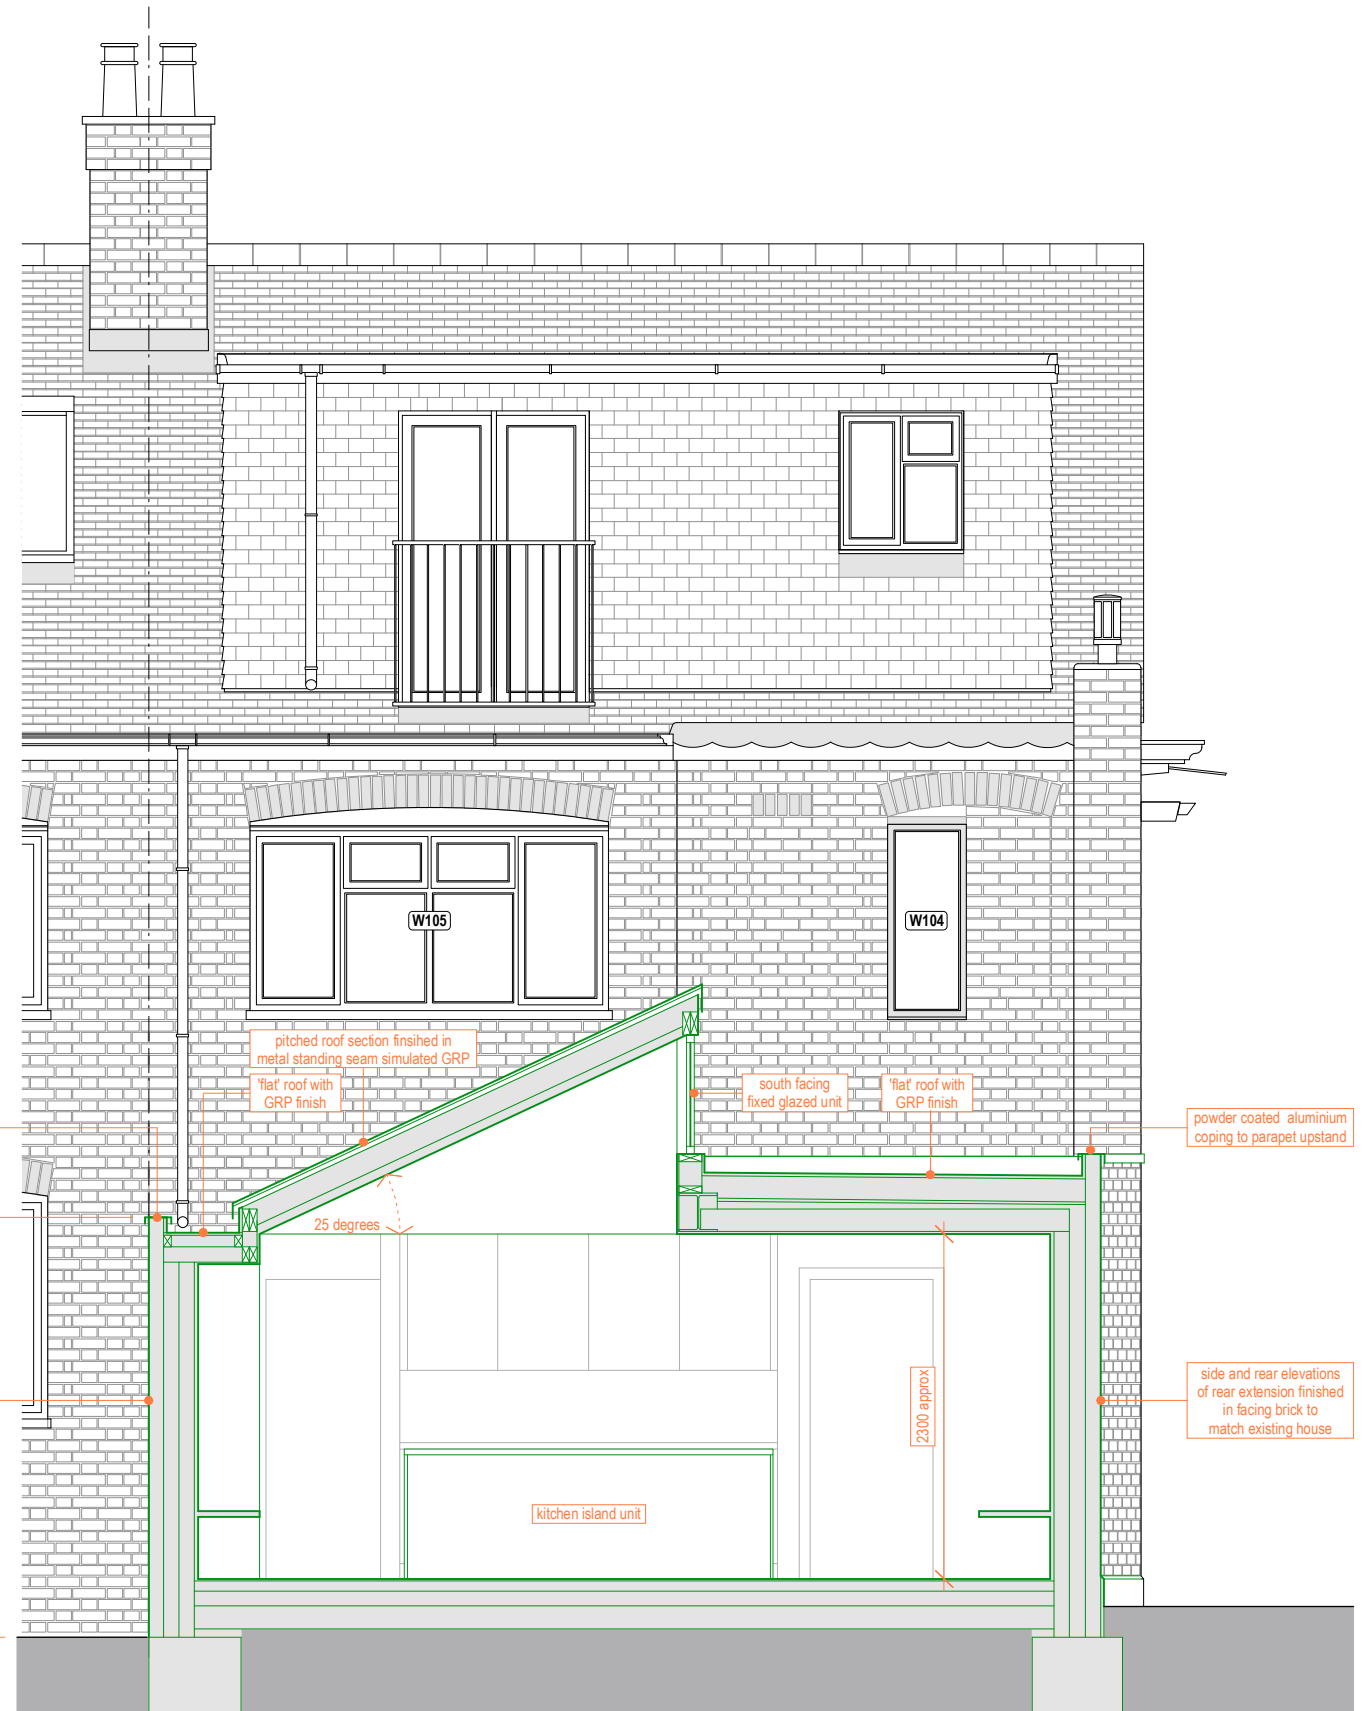 W105
W104
pitched roof section finsihed in
metal standing seam simulated GRP
'flat' roof with
GRP finish
south facing
fixed glazed unit
'flat' roof with
GRP finish
powder coated aluminium
coping to parapet upstand
25 degrees
2300 approx
side and rear elevations
of rear extension finished
in facing brick to
match existing house
kitchen island unit